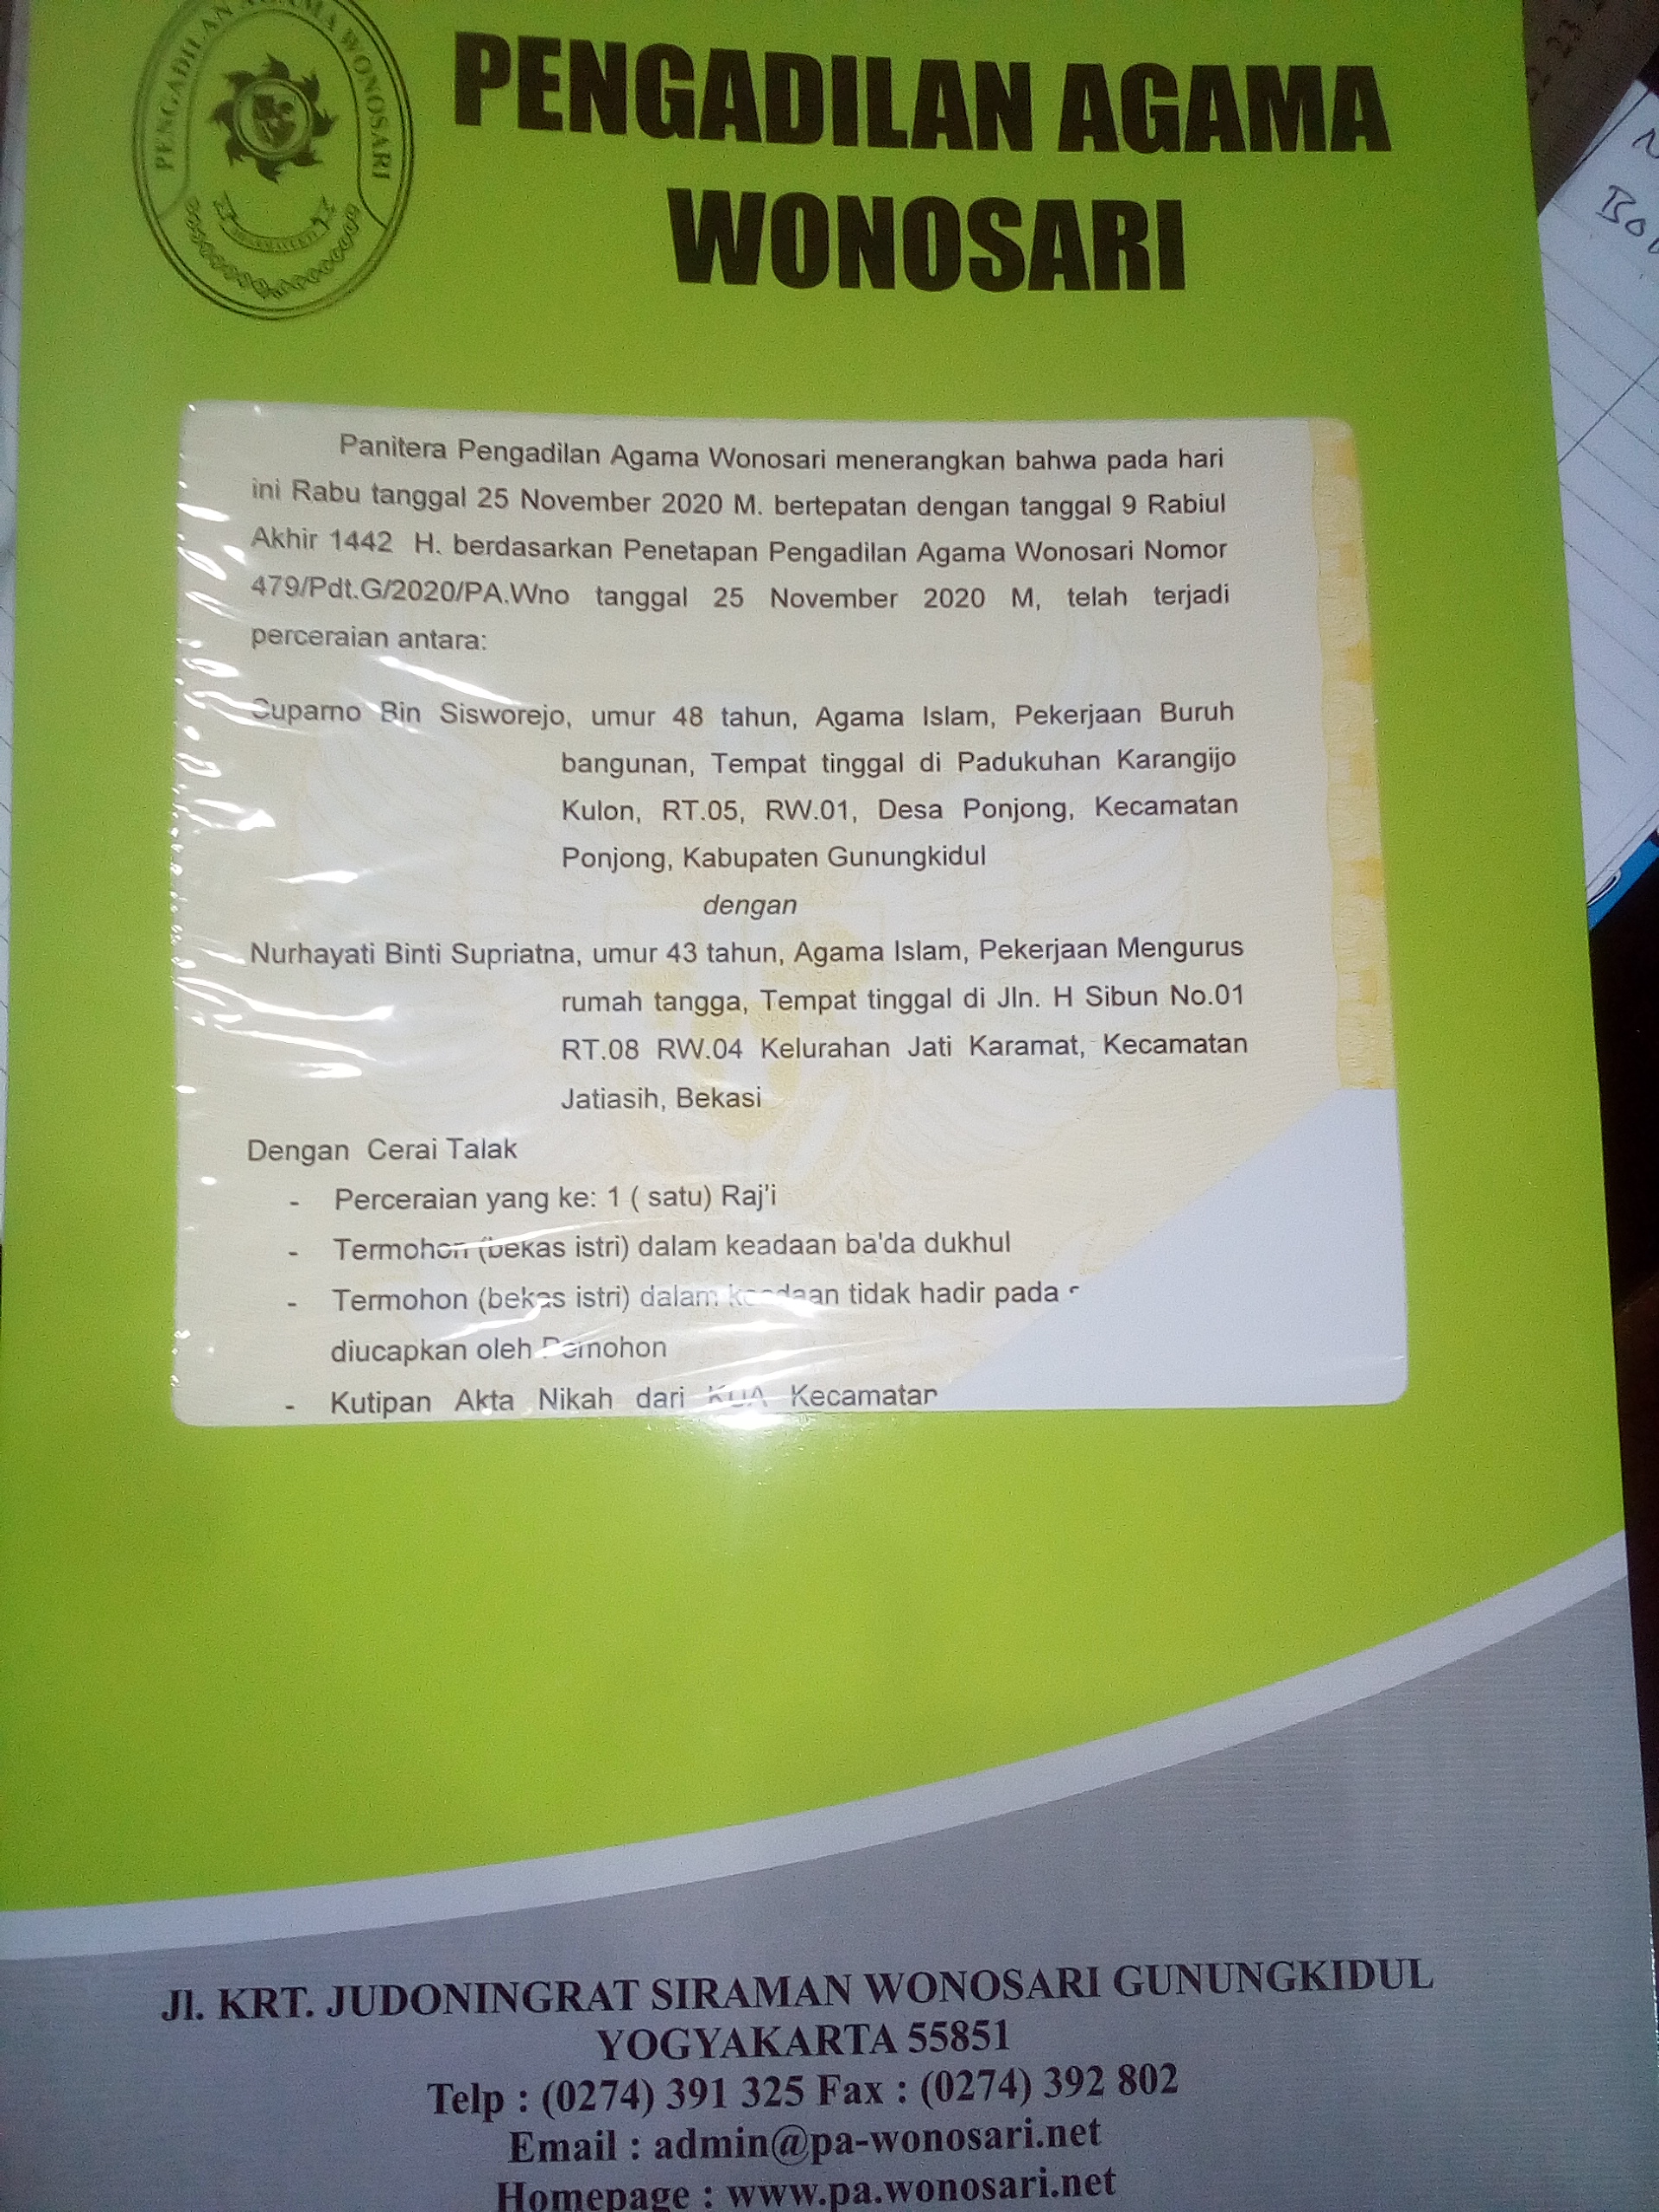 PENGADILAN AGAMA WONOSARI
PENGADILAN AGAMA
WONOSARI
Panitera Pengadilan Agama Wonosari menerangkan bahwa pada hari
ini Rabu tanggal 25 November 2020 M. bertepatan dengan tanggal 9 Rabiul
Akhir 1442 H. berdasarkan Penetapan Pengadilan Agama Wonosari Nomor
479/Pdt.G/2020/PA.Wno tanggal 25 November 2020 M, telah terjadi
perceraian antara:
Suparno Bin Sisworejo, umur 48 tahun, Agama Islam, Pekerjaan Buruh
bangunan, Tempat tinggal di Padukuhan Karangijo
Kulon, RT.05, RW.01, Desa Ponjong, Kecamatan
Ponjong, Kabupaten Gunungkidul
dengan
Nurhayati Binti Supriatna, umur 43 tahun, Agama Islam, Pekerjaan Mengurus
rumah tangga, Tempat tinggal di Jln. H Sibun No.01
RT.08 RW.04 Kelurahan Jati Karamat, Kecamatan
Jatiasih, Bekasi
Dengan Cerai Talak
- Perceraian yang ke: 1 ( satu) Raj'i
- Termohon (bekas istri) dalam keadaan ba'da dukhul
- Termohon (bekas istri) dalam keadaan tidak hadir pada
diucapkan oleh Pemohon
- Kutipan Akta Nikah dari KUA Kecamatan
Jl. KRT. JUDONINGRAT SIRAMAN WONOSARI GUNUNGKIDUL
YOGYAKARTA 55851
Telp : (0274) 391 325 Fax : (0274) 392 802
Email : admin@pa-wonosari.net
Homepage : www.pa.wonosari.net